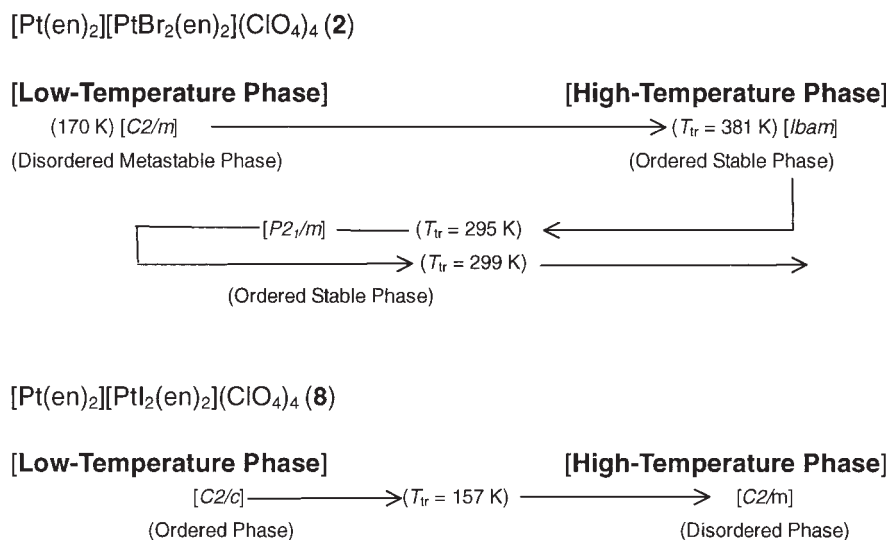 [Pt(en)₂][PtBr₂(en)₂](ClO₄)₄ (2)
[Low-Temperature Phase] [High-Temperature Phase]
(170 K) [C2/m] (Tₜᵣ = 381 K) [Ibam]
(Disordered Metastable Phase) (Ordered Stable Phase)
[P2₁/m] (Tₜᵣ = 295 K)
(Tₜᵣ = 299 K)
(Ordered Stable Phase)
[Pt(en)₂][PtI₂(en)₂](ClO₄)₄ (8)
[Low-Temperature Phase] [High-Temperature Phase]
[C2/c] (Tₜᵣ = 157 K) [C2/m]
(Ordered Phase) (Disordered Phase)